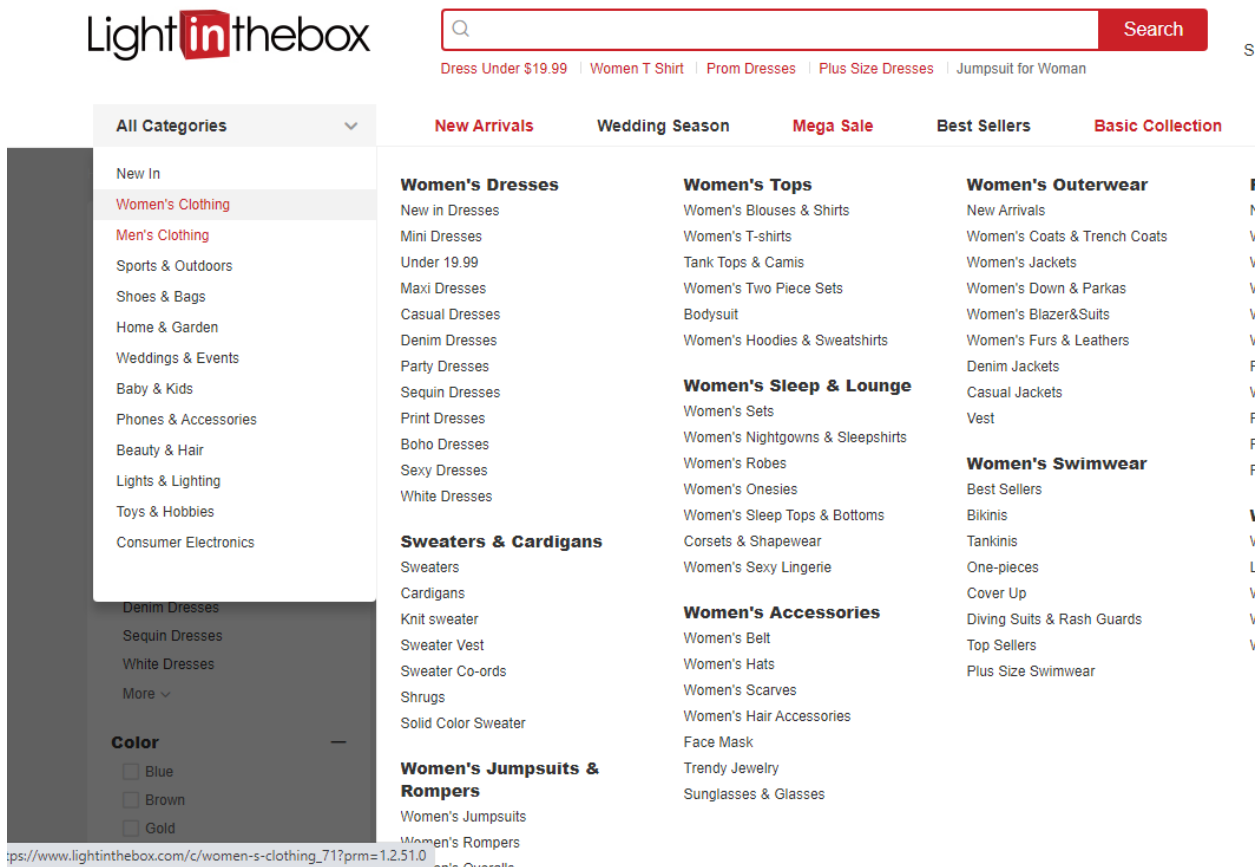 Light in thebox
Search
Dress Under $19.99 Women T Shirt Prom Dresses Plus Size Dresses Jumpsuit for Woman
All Categories
New Arrivals Wedding Season Mega Sale Best Sellers Basic Collection
New In
Women's Clothing
Men's Clothing
Sports & Outdoors
Shoes & Bags
Home & Garden
Weddings & Events
Baby & Kids
Phones & Accessories
Beauty & Hair
Lights & Lighting
Toys & Hobbies
Consumer Electronics
Denim Dresses
Sequin Dresses
White Dresses
More
Color
Blue
Brown
Gold
Women's Dresses
New in Dresses
Mini Dresses
Under 19.99
Maxi Dresses
Casual Dresses
Denim Dresses
Party Dresses
Sequin Dresses
Print Dresses
Boho Dresses
Sexy Dresses
White Dresses
Sweaters & Cardigans
Sweaters
Cardigans
Knit sweater
Sweater Vest
Sweater Co-ords
Shrugs
Solid Color Sweater
Women's Jumpsuits &
Rompers
Women's Jumpsuits
Women's Rompers
Women's Tops
Women's Blouses & Shirts
Women's T-shirts
Tank Tops & Camis
Women's Two Piece Sets
Bodysuit
Women's Hoodies & Sweatshirts
Women's Sleep & Lounge
Women's Sets
Women's Nightgowns & Sleepshirts
Women's Robes
Women's Onesies
Women's Sleep Tops & Bottoms
Corsets & Shapewear
Women's Sexy Lingerie
Women's Accessories
Women's Belt
Women's Hats
Women's Scarves
Women's Hair Accessories
Face Mask
Trendy Jewelry
Sunglasses & Glasses
Women's Outerwear
New Arrivals
Women's Coats & Trench Coats
Women's Jackets
Women's Down & Parkas
Women's Blazer&Suits
Women's Furs & Leathers
Denim Jackets
Casual Jackets
Vest
Women's Swimwear
Best Sellers
Bikinis
Tankinis
One-pieces
Cover Up
Diving Suits & Rash Guards
Top Sellers
Plus Size Swimwear
tps://www.lightinthebox.com/c/women-s-clothing_71?prm=1.2.51.0